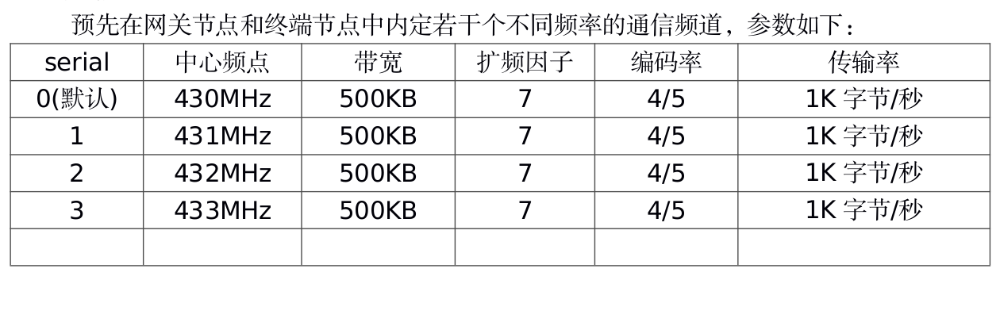 预先在网关节点和终端节点中内定若干个不同频率的通信频道，参数如下：
serial 中心频点 带宽 扩频因子 编码率 传输率
0(默认) 430MHz 500KB 7 4/5 1K 字节/秒
1 431MHz 500KB 7 4/5 1K 字节/秒
2 432MHz 500KB 7 4/5 1K 字节/秒
3 433MHz 500KB 7 4/5 1K 字节/秒